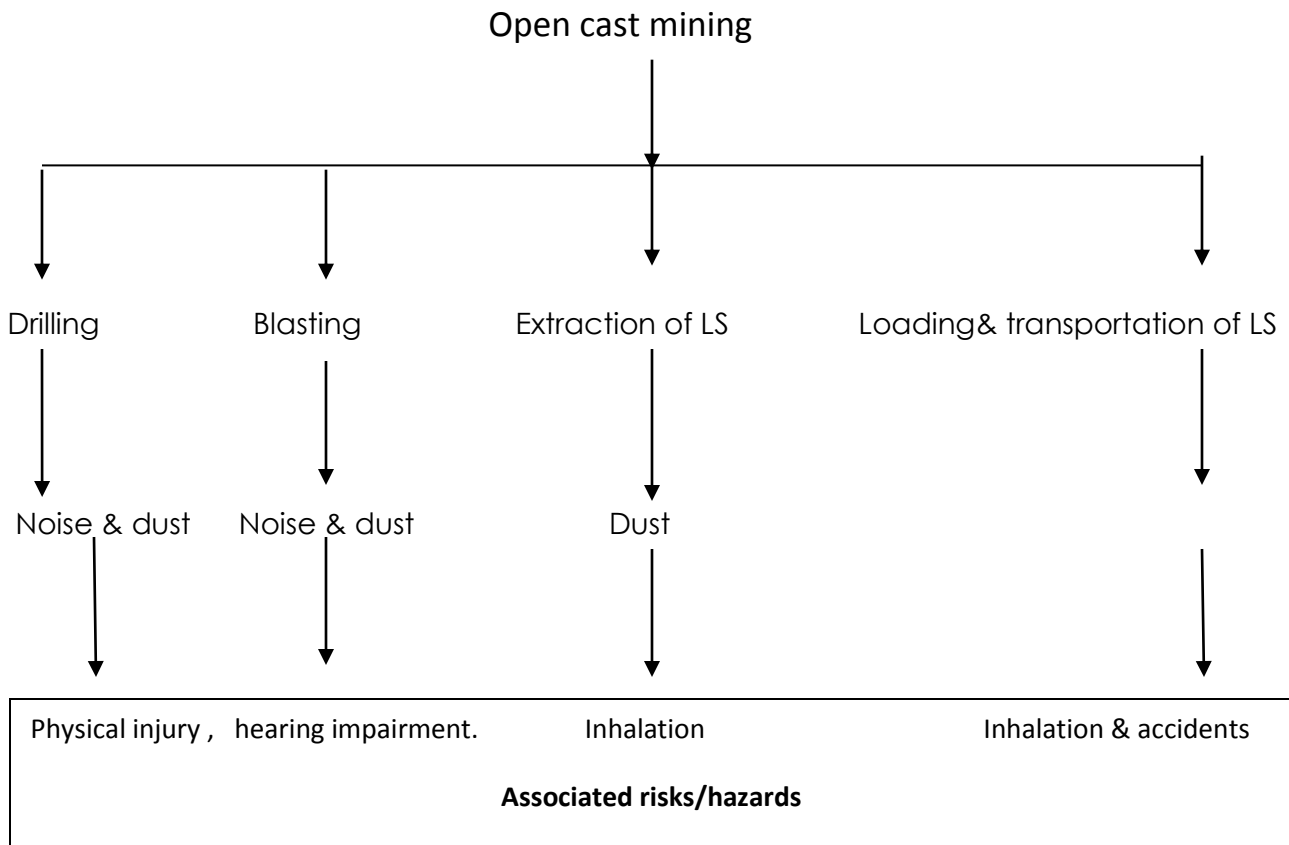 Open cast mining
Drilling Blasting Extraction of LS Loading& transportation of LS
Noise & dust Noise & dust Dust
Physical injury , hearing impairment. Inhalation Inhalation & accidents
Associated risks/hazards